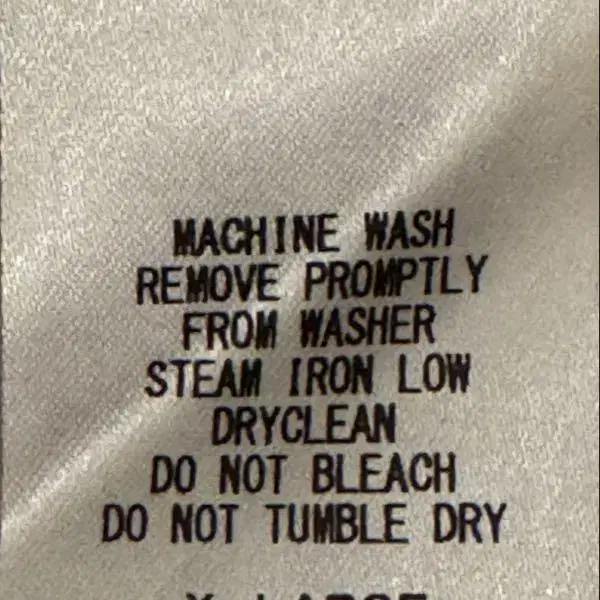 MACHINE WASH
REMOVE PROMPTLY
FROM WASHER
STEAM IRON LOW
DRYCLEAN
DO NOT BLEACH
DO NOT TUMBLE DRY